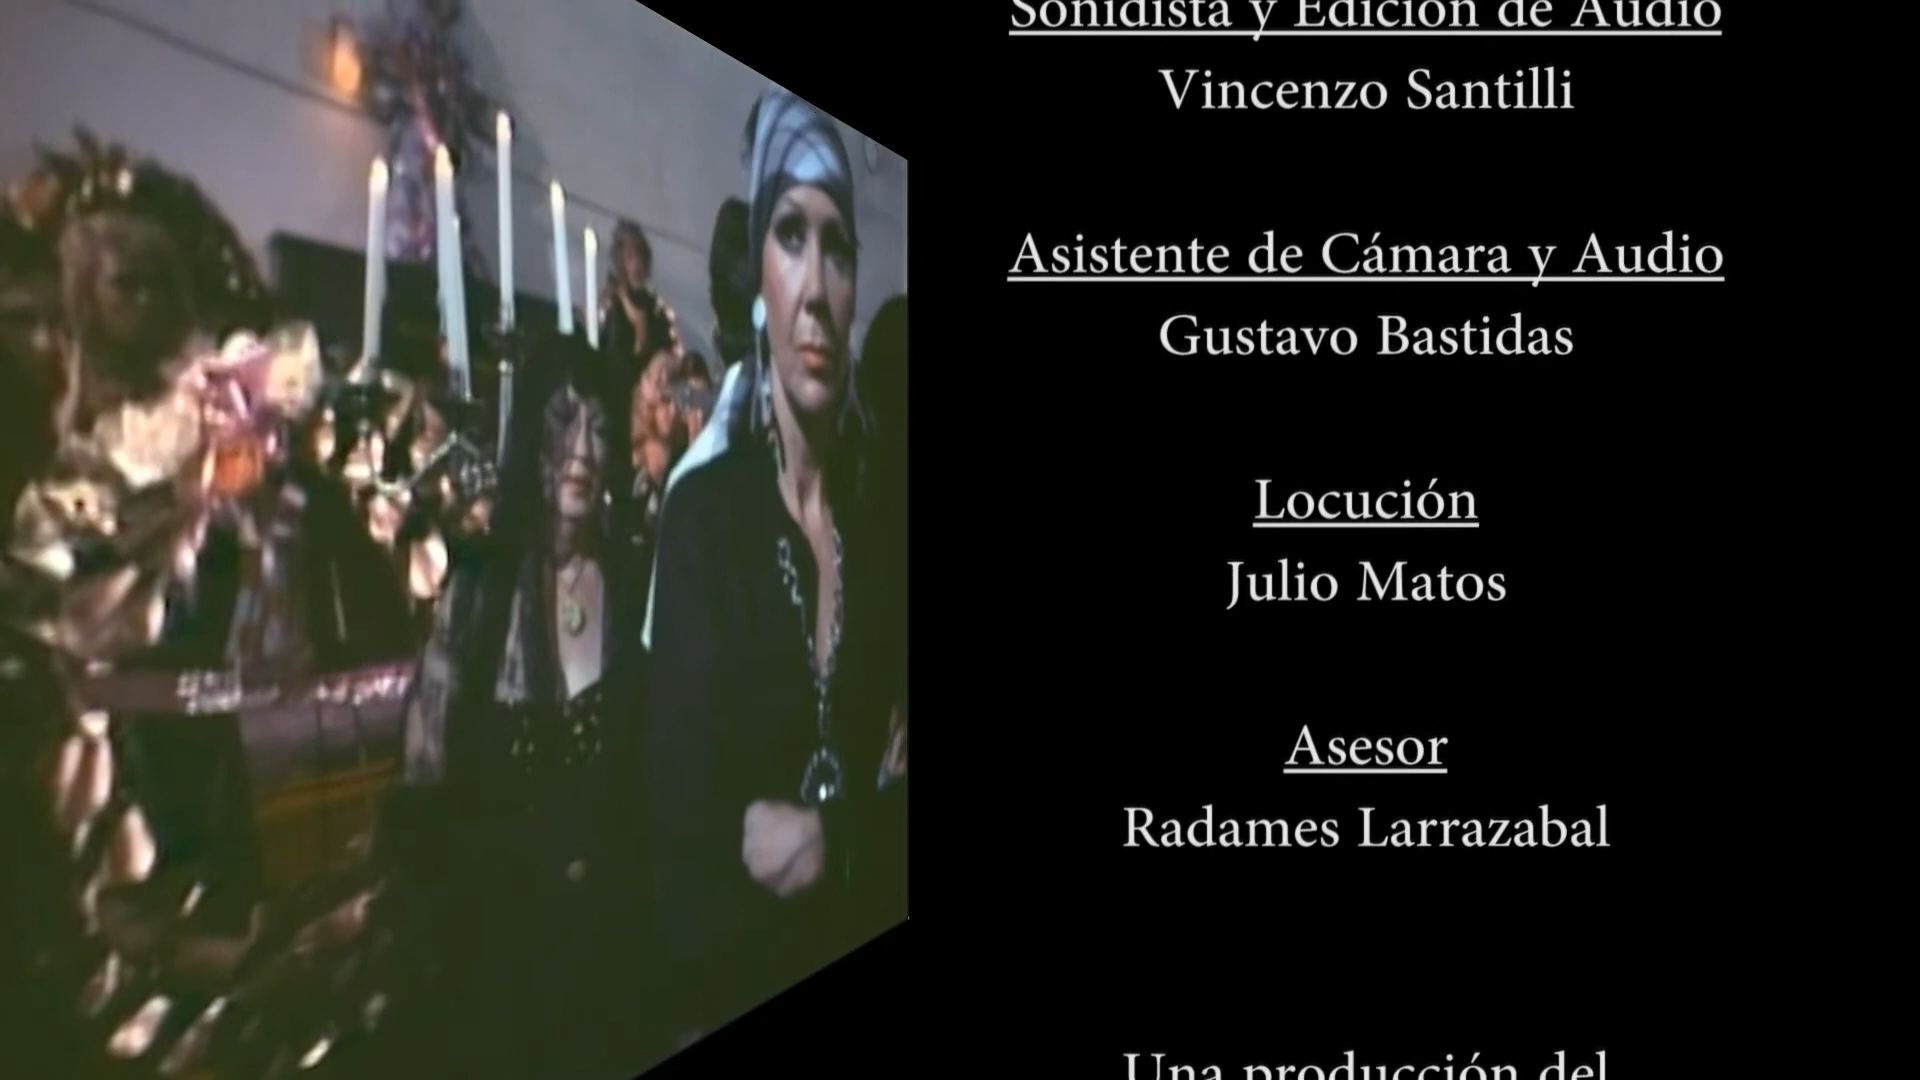 Sonidista y Edición de Audio
Vincenzo Santilli
Asistente de Cámara y Audio
Gustavo Bastidas
Locución
Julio Matos
Asesor
Radames Larrazabal
Una producción del